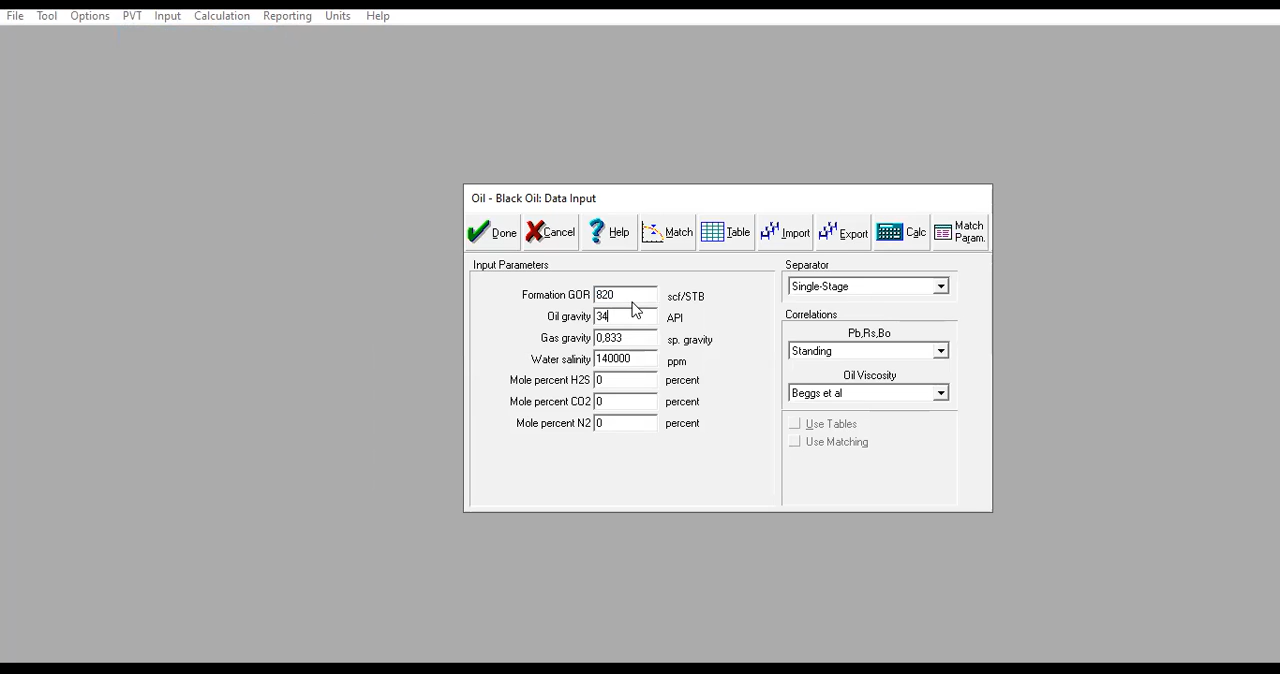 File Tool Options PVT Input Calculation Reporting Units Help
Oil - Black Oil: Data Input
Done Cancel Help Match Table Import Export Calc Match Param.
Input Parameters
Formation GOR 820 scf/STB
Oil gravity 34 API
Gas gravity 0,833 sp. gravity
Water salinity 140000 ppm
Mole percent H2S 0 percent
Mole percent CO2 0 percent
Mole percent N2 0 percent
Separator
Single-Stage
Correlations
Pb,Rs,Bo
Standing
Oil Viscosity
Beggs et al
Use Tables
Use Matching